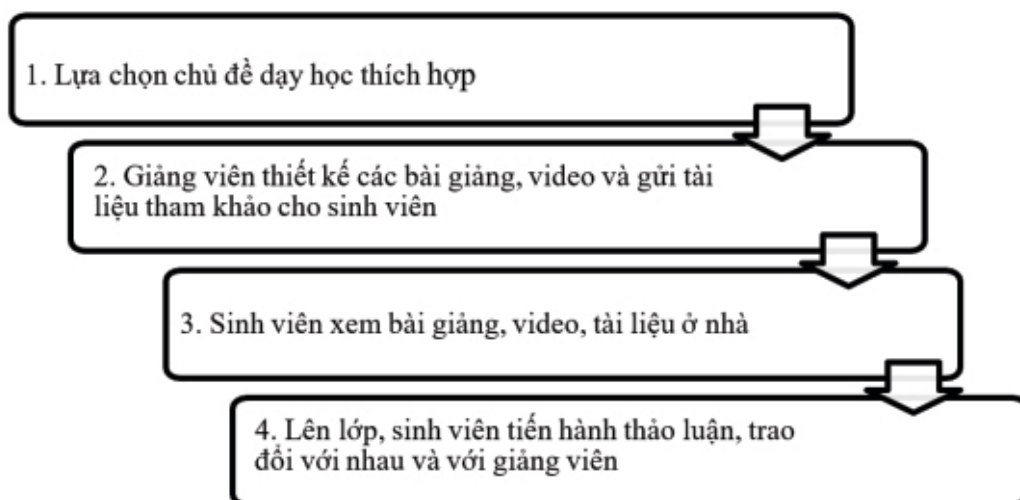 1. Lựa chọn chủ đề dạy học thích hợp
2. Giảng viên thiết kế các bài giảng, video và gửi tài
liệu tham khảo cho sinh viên
3. Sinh viên xem bài giảng, video, tài liệu ở nhà
4. Lên lớp, sinh viên tiến hành thảo luận, trao
đổi với nhau và với giảng viên